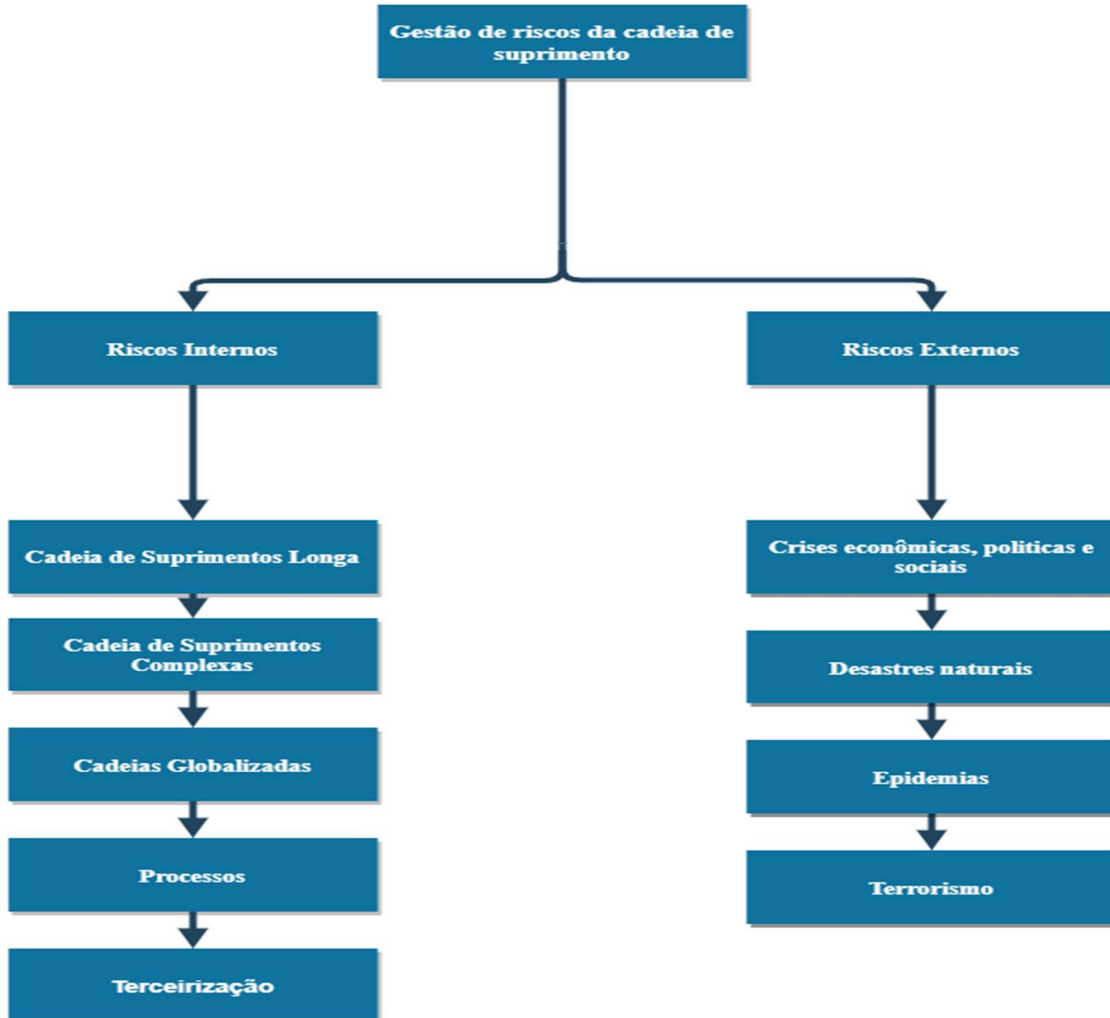 Gestão de riscos da cadeia de
suprimento
Riscos Internos
Riscos Externos
Cadeia de Suprimentos Longa
Cadeia de Suprimentos
Complexas
Cadeias Globalizadas
Processos
Terceirização
Crises econômicas, politicas e
sociais
Desastres naturais
Epidemias
Terrorismo